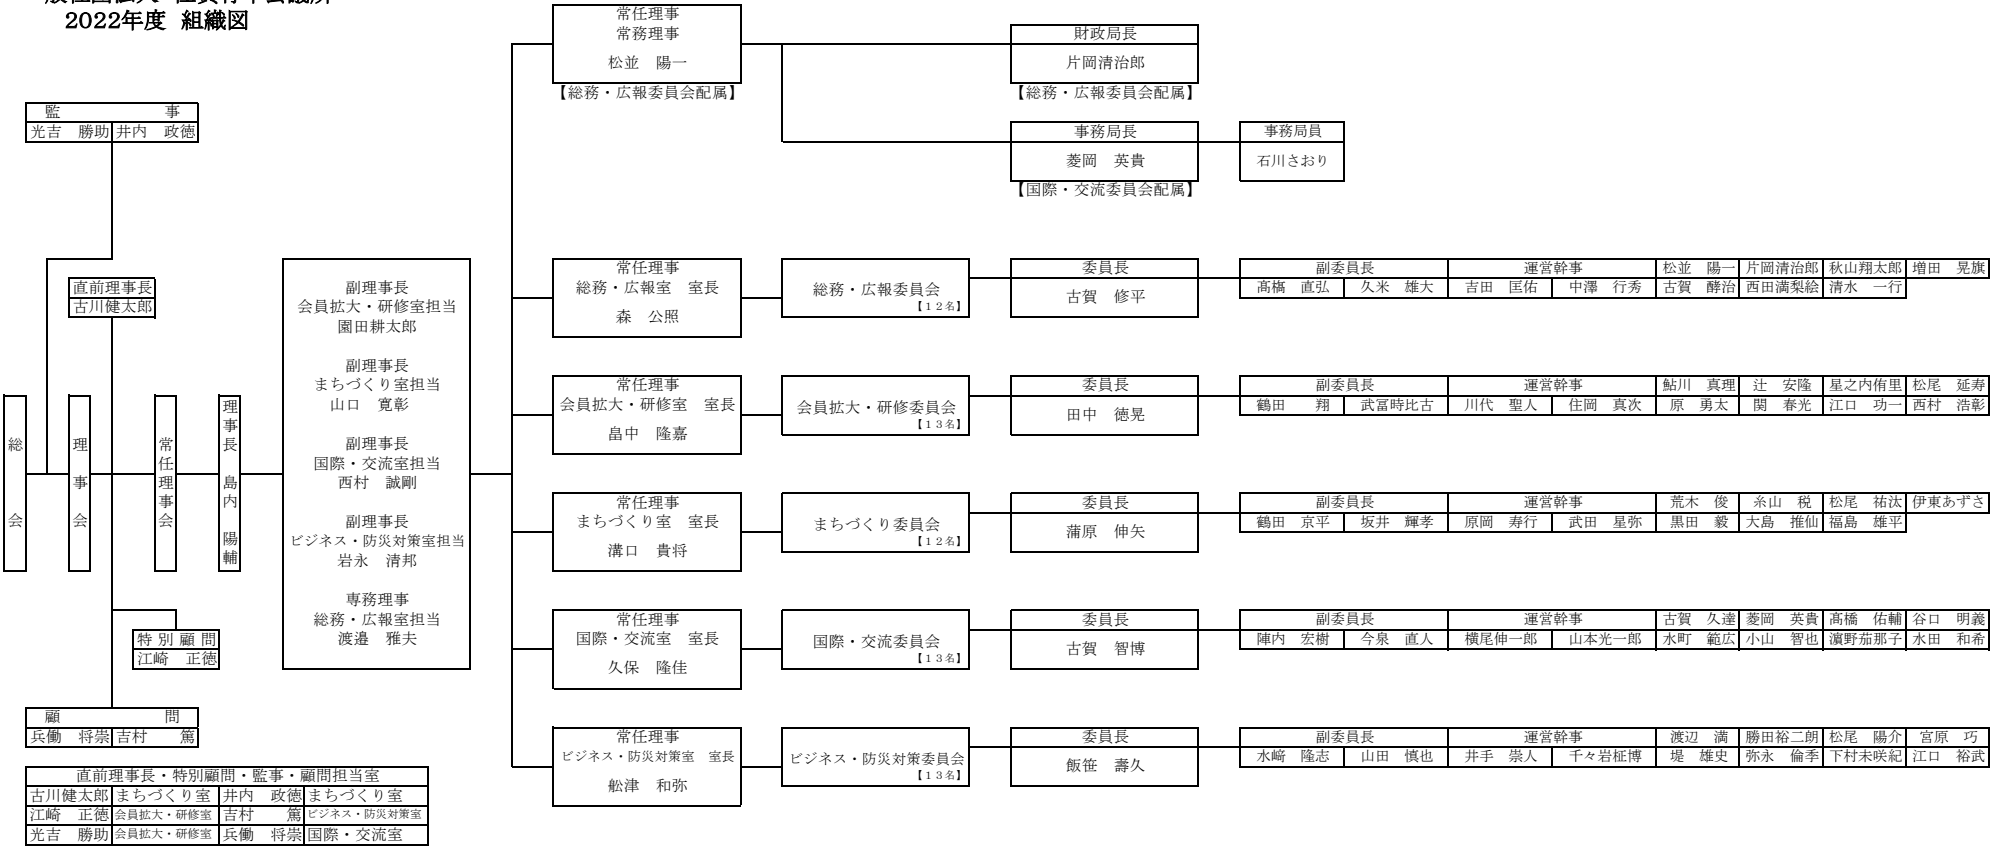 2022年度 組織図
監 事
光吉 勝助 井内 政徳
直前理事長
古川健太郎
総会
理事会
常任理事会
理事長 島内 陽輔
特別顧問
江崎 正徳
顧 問
兵働 将崇 吉村 篤
直前理事長・特別顧問・監事・顧問担当室
古川健太郎 まちづくり室 井内 政徳 まちづくり室
江崎 正徳 会員拡大・研修室 吉村 篤 ビジネス・防災対策室
光吉 勝助 会員拡大・研修室 兵働 将崇 国際・交流室
副理事長
会員拡大・研修室担当
園田耕太郎
副理事長
まちづくり室担当
山口 寛彰
副理事長
国際・交流室担当
西村 誠剛
副理事長
ビジネス・防災対策室担当
岩永 清邦
専務理事
総務・広報室担当
渡邉 雅夫
常任理事
常務理事
松並 陽一
【総務・広報委員会配属】
財政局長
片岡清治郎
【総務・広報委員会配属】
事務局長
菱岡 英貴
【国際・交流委員会配属】
事務局員
石川さおり
常任理事
総務・広報室 室長
森 公照
総務・広報委員会
【12名】
委員長
古賀 修平
副委員長 運営幹事 松並 陽一 片岡清治郎 秋山翔太郎 増田 晃旗
髙橋 直弘 久米 雄大 吉田 匡佑 中澤 行秀 古賀 酵治 西田満梨絵 清水 一行
常任理事
会員拡大・研修室 室長
畠中 隆嘉
会員拡大・研修委員会
【13名】
委員長
田中 徳晃
副委員長 運営幹事 鮎川 真理 辻 安隆 星之内侑里 松尾 延寿
鶴田 翔 武冨時比古 川代 聖人 住岡 真次 原 勇太 関 春光 江口 功一 西村 浩彰
常任理事
まちづくり室 室長
溝口 貴将
まちづくり委員会
【12名】
委員長
蒲原 伸矢
副委員長 運営幹事 荒木 俊 糸山 税 松尾 祐汰 伊東あずさ
鶴田 京平 坂井 輝孝 原岡 寿行 武田 星弥 黒田 毅 大島 推仙 福島 雄平
常任理事
国際・交流室 室長
久保 隆佳
国際・交流委員会
【13名】
委員長
古賀 智博
副委員長 運営幹事 古賀 久達 菱岡 英貴 髙橋 佑輔 谷口 明義
陣内 宏樹 今泉 直人 横尾伸一郎 山本光一郎 水町 範広 小山 智也 濵野茄那子 水田 和希
常任理事
ビジネス・防災対策室 室長
舩津 和弥
ビジネス・防災対策委員会
【13名】
委員長
飯笹 壽久
副委員長 運営幹事 渡辺 満 勝田裕二朗 松尾 陽介 宮原 巧
水﨑 隆志 山田 慎也 井手 崇人 千々岩柾博 堤 雄史 弥永 倫季 下村未咲紀 江口 裕武